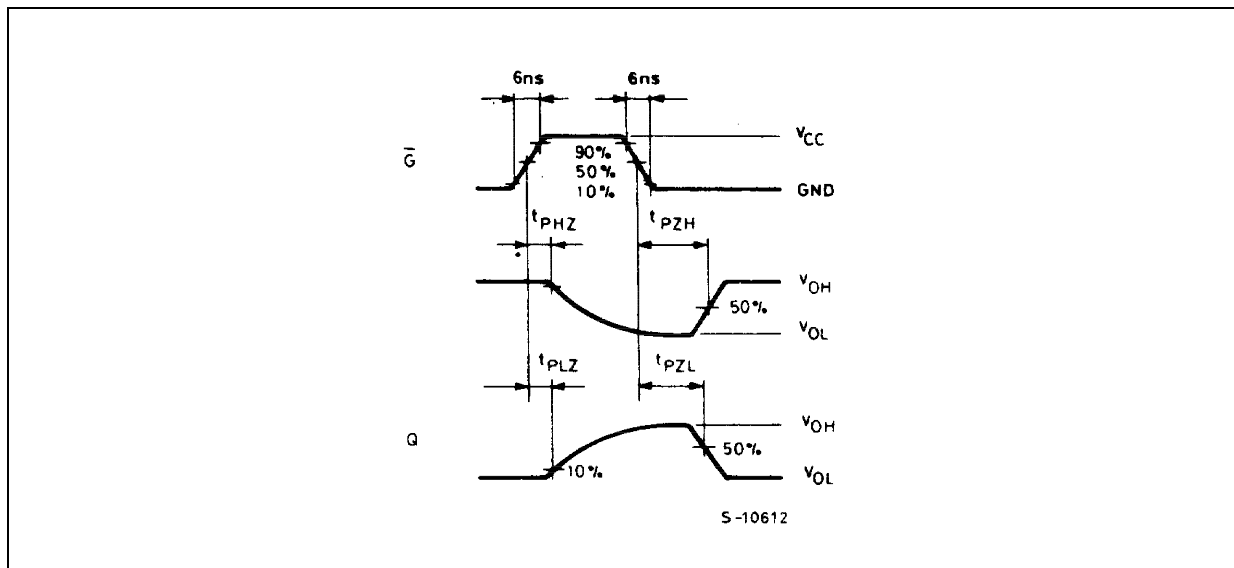 6ns 6ns
VCC
G̅
90%
50%
10%
GND
tPHZ tPZH
VOH
50%
VOL
tPLZ tPZL
VOH
Q
50%
10%
VOL
S-10612